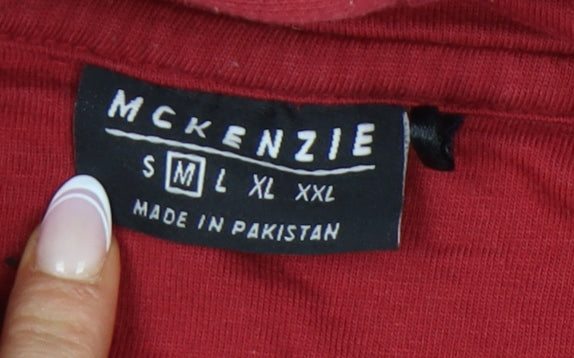 MCKENZIE
S M L XL XXL
MADE IN PAKISTAN